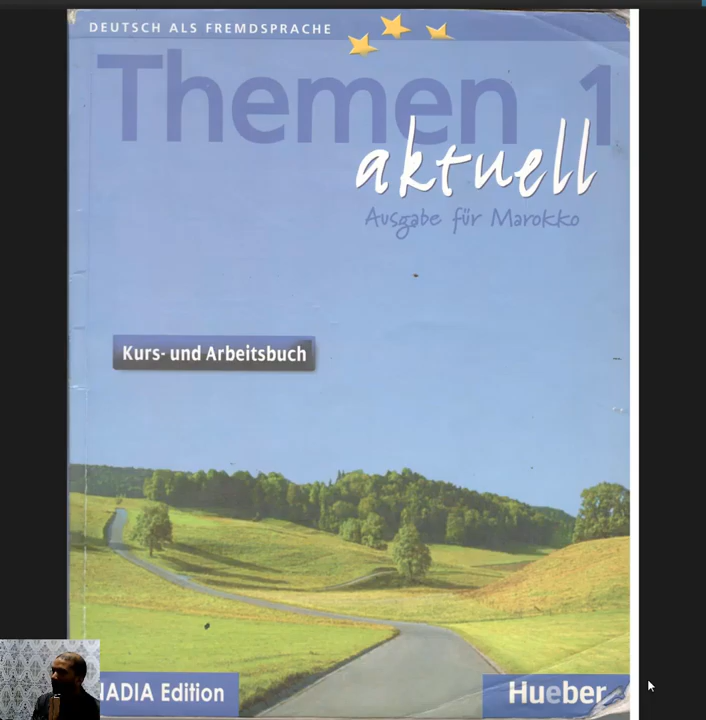 DEUTSCH ALS FREMDSPRACHE
Themen 1
aktuell
Ausgabe für Marokko
Kurs- und Arbeitsbuch
Edition
Hueber